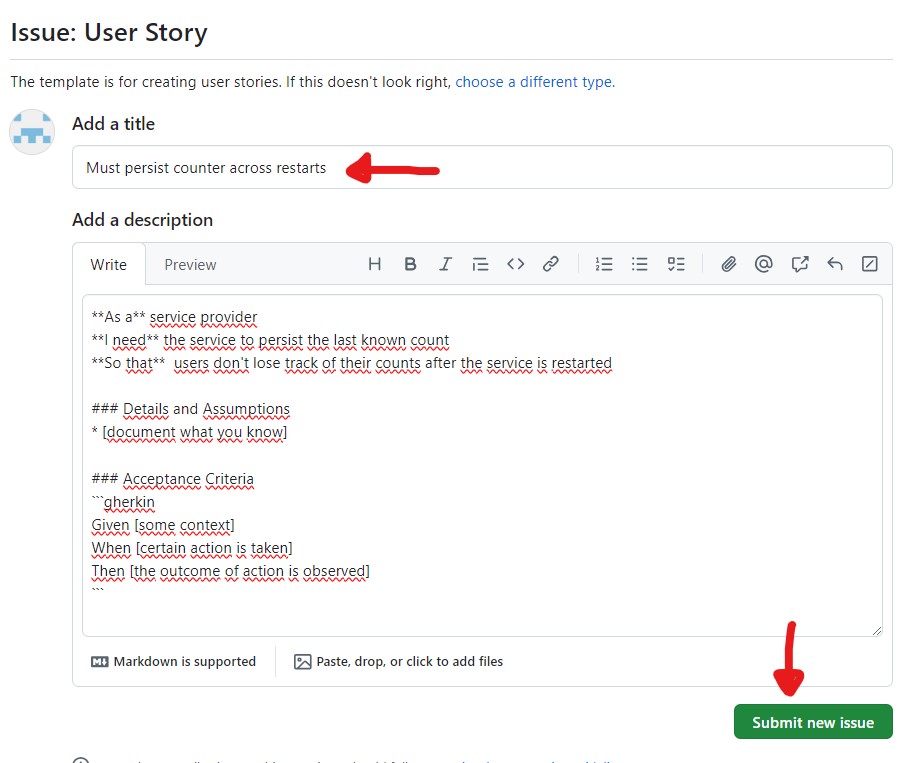 Issue: User Story
The template is for creating user stories. If this doesn't look right, choose a different type.
Add a title
Must persist counter across restarts
Add a description
Write Preview
**As a** service provider
**I need** the service to persist the last known count
**So that**  users don't lose track of their counts after the service is restarted
### Details and Assumptions
* [document what you know]
### Acceptance Criteria
```gherkin
Given [some context]
When [certain action is taken]
Then [the outcome of action is observed]
```
Markdown is supported Paste, drop, or click to add files
Submit new issue